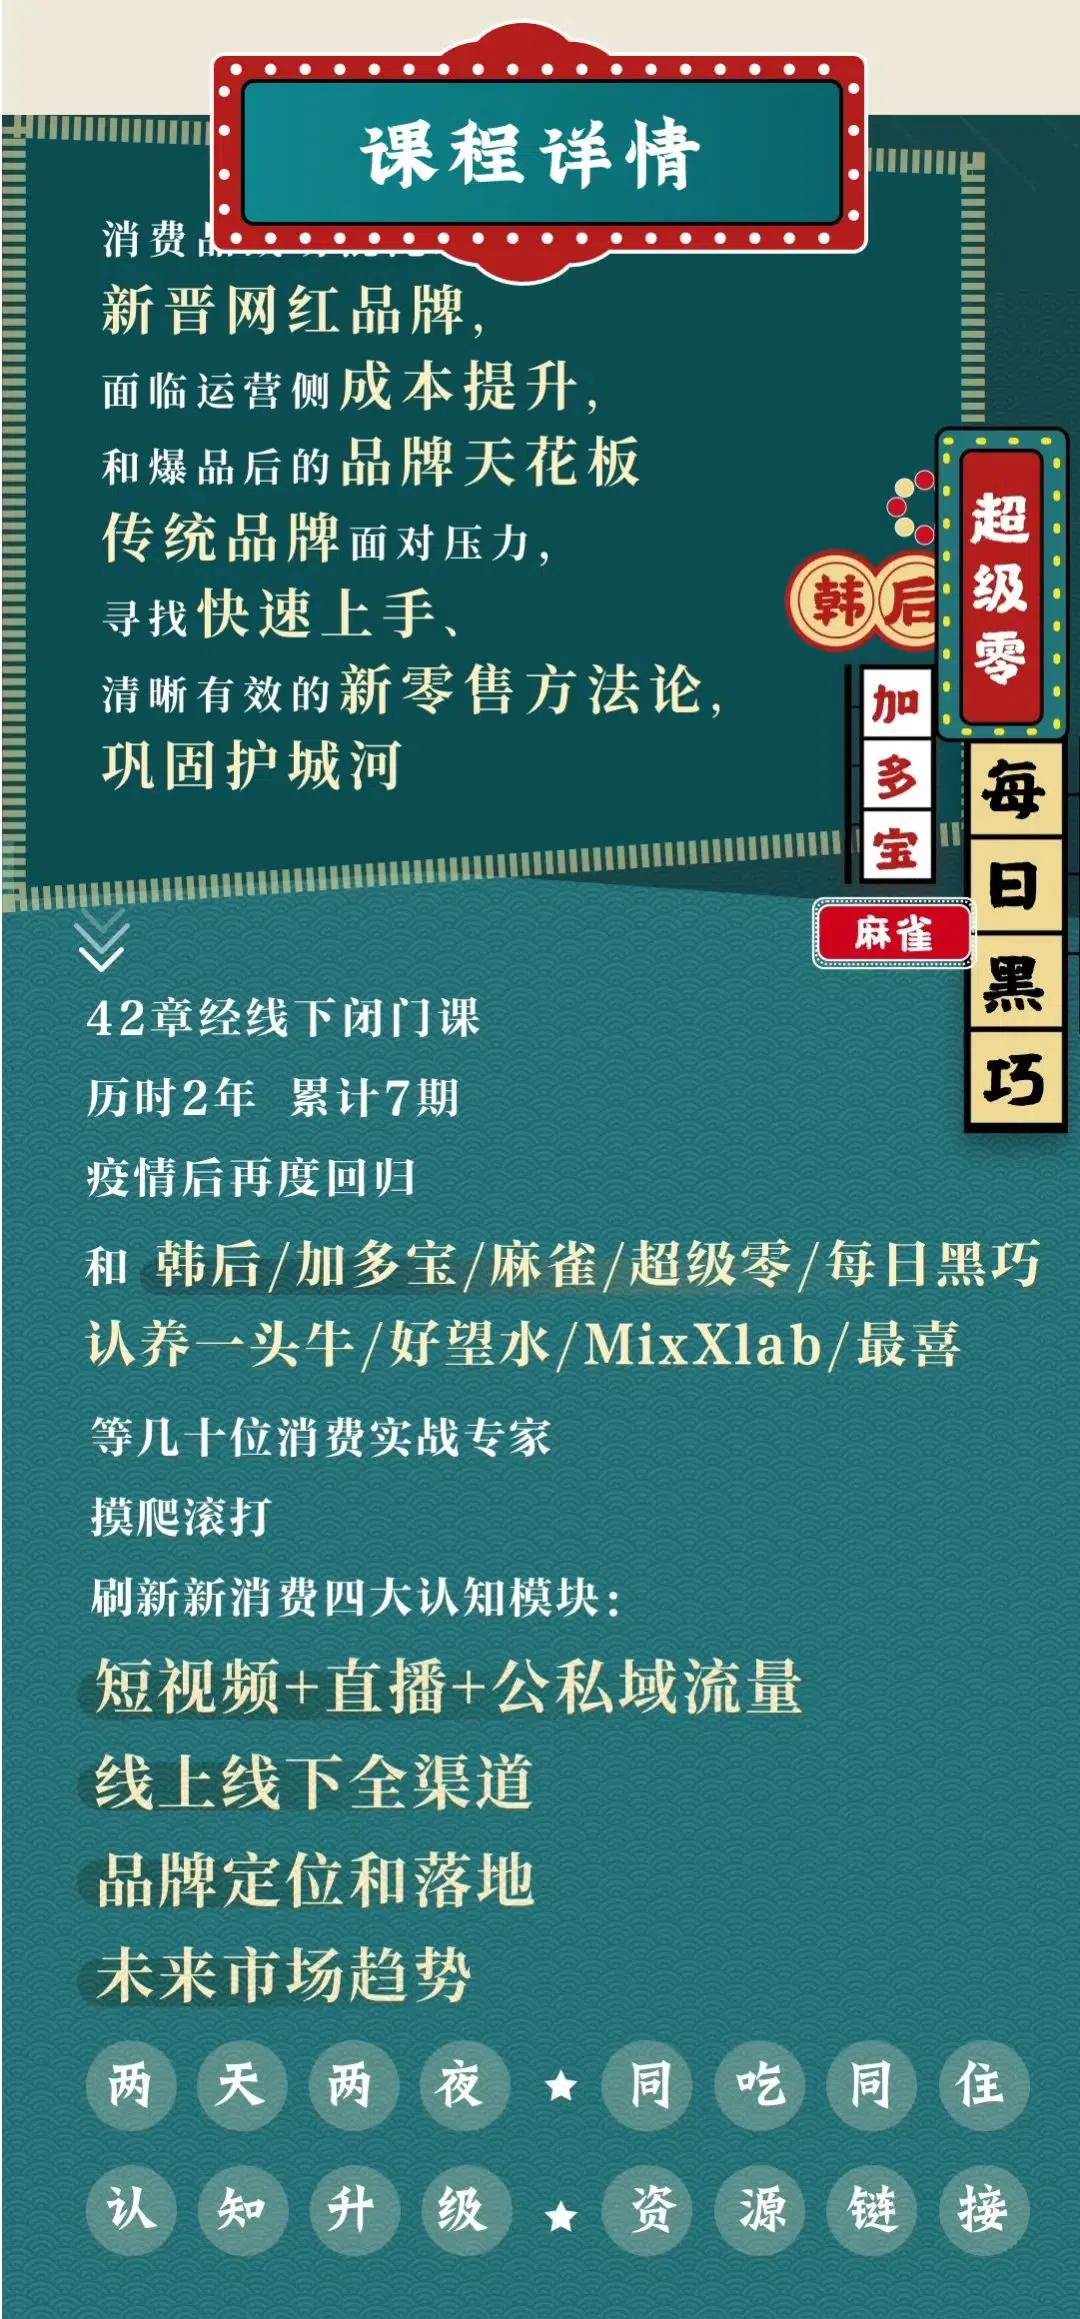 课程详情
消费品
新晋网红品牌，
面临运营侧成本提升，
和爆品后的品牌天花板
传统品牌面对压力，
寻找快速上手、
清晰有效的新零售方法论，
巩固护城河
超级零
韩后
加多宝
麻雀
每日黑巧
42章经线下闭门课
历时2年 累计7期
疫情后再度回归
和 韩后/加多宝/麻雀/超级零/每日黑巧
认养一头牛/好望水/MixXlab/最喜
等几十位消费实战专家
摸爬滚打
刷新新消费四大认知模块：
短视频+直播+公私域流量
线上线下全渠道
品牌定位和落地
未来市场趋势
两天两夜★同吃同住
认知升级★资源链接